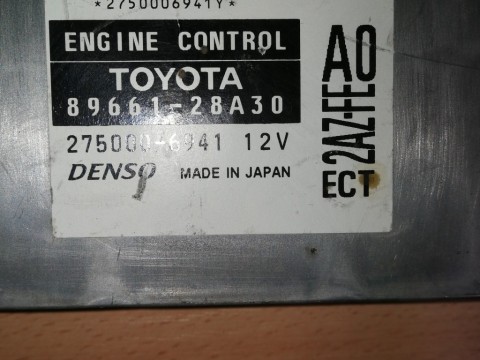 *2750006941Y*
ENGINE CONTROL
TOYOTA
89661-28A30
275000-6941 12V
DENSO MADE IN JAPAN
A0
2AZ-FE
ECT